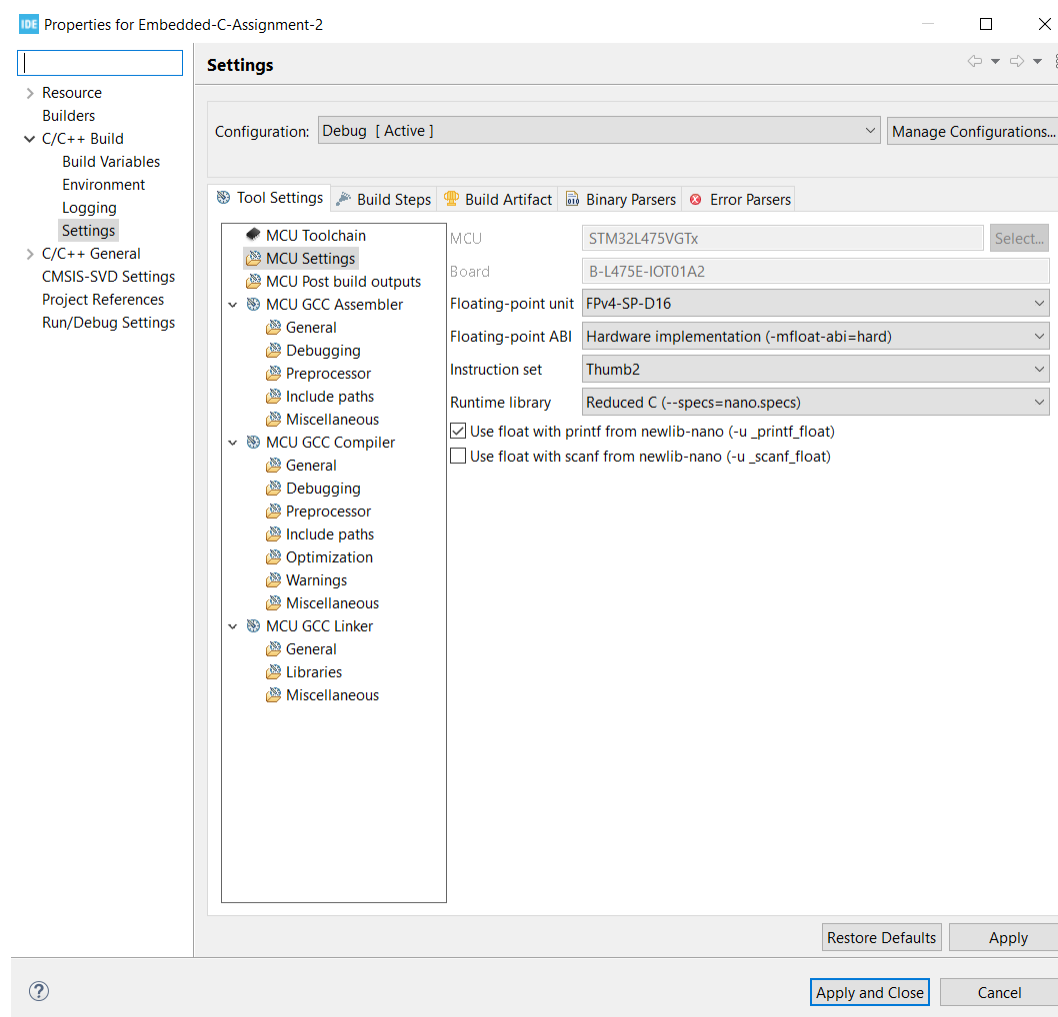 IDE Properties for Embedded-C-Assignment-2
Resource
Builders
C/C++ Build
Build Variables
Environment
Logging
Settings
C/C++ General
CMSIS-SVD Settings
Project References
Run/Debug Settings
Settings
Configuration: Debug [ Active ] Manage Configurations...
Tool Settings Build Steps Build Artifact 010 Binary Parsers Error Parsers
MCU Toolchain
MCU Settings
MCU Post build outputs
MCU GCC Assembler
General
Debugging
Preprocessor
Include paths
Miscellaneous
MCU GCC Compiler
General
Debugging
Preprocessor
Include paths
Optimization
Warnings
Miscellaneous
MCU GCC Linker
General
Libraries
Miscellaneous
MCU STM32L475VGTx Select...
Board B-L475E-IOT01A2
Floating-point unit FPv4-SP-D16
Floating-point ABI Hardware implementation (-mfloat-abi=hard)
Instruction set Thumb2
Runtime library Reduced C (--specs=nano.specs)
Use float with printf from newlib-nano (-u _printf_float)
Use float with scanf from newlib-nano (-u _scanf_float)
Restore Defaults Apply
? Apply and Close Cancel